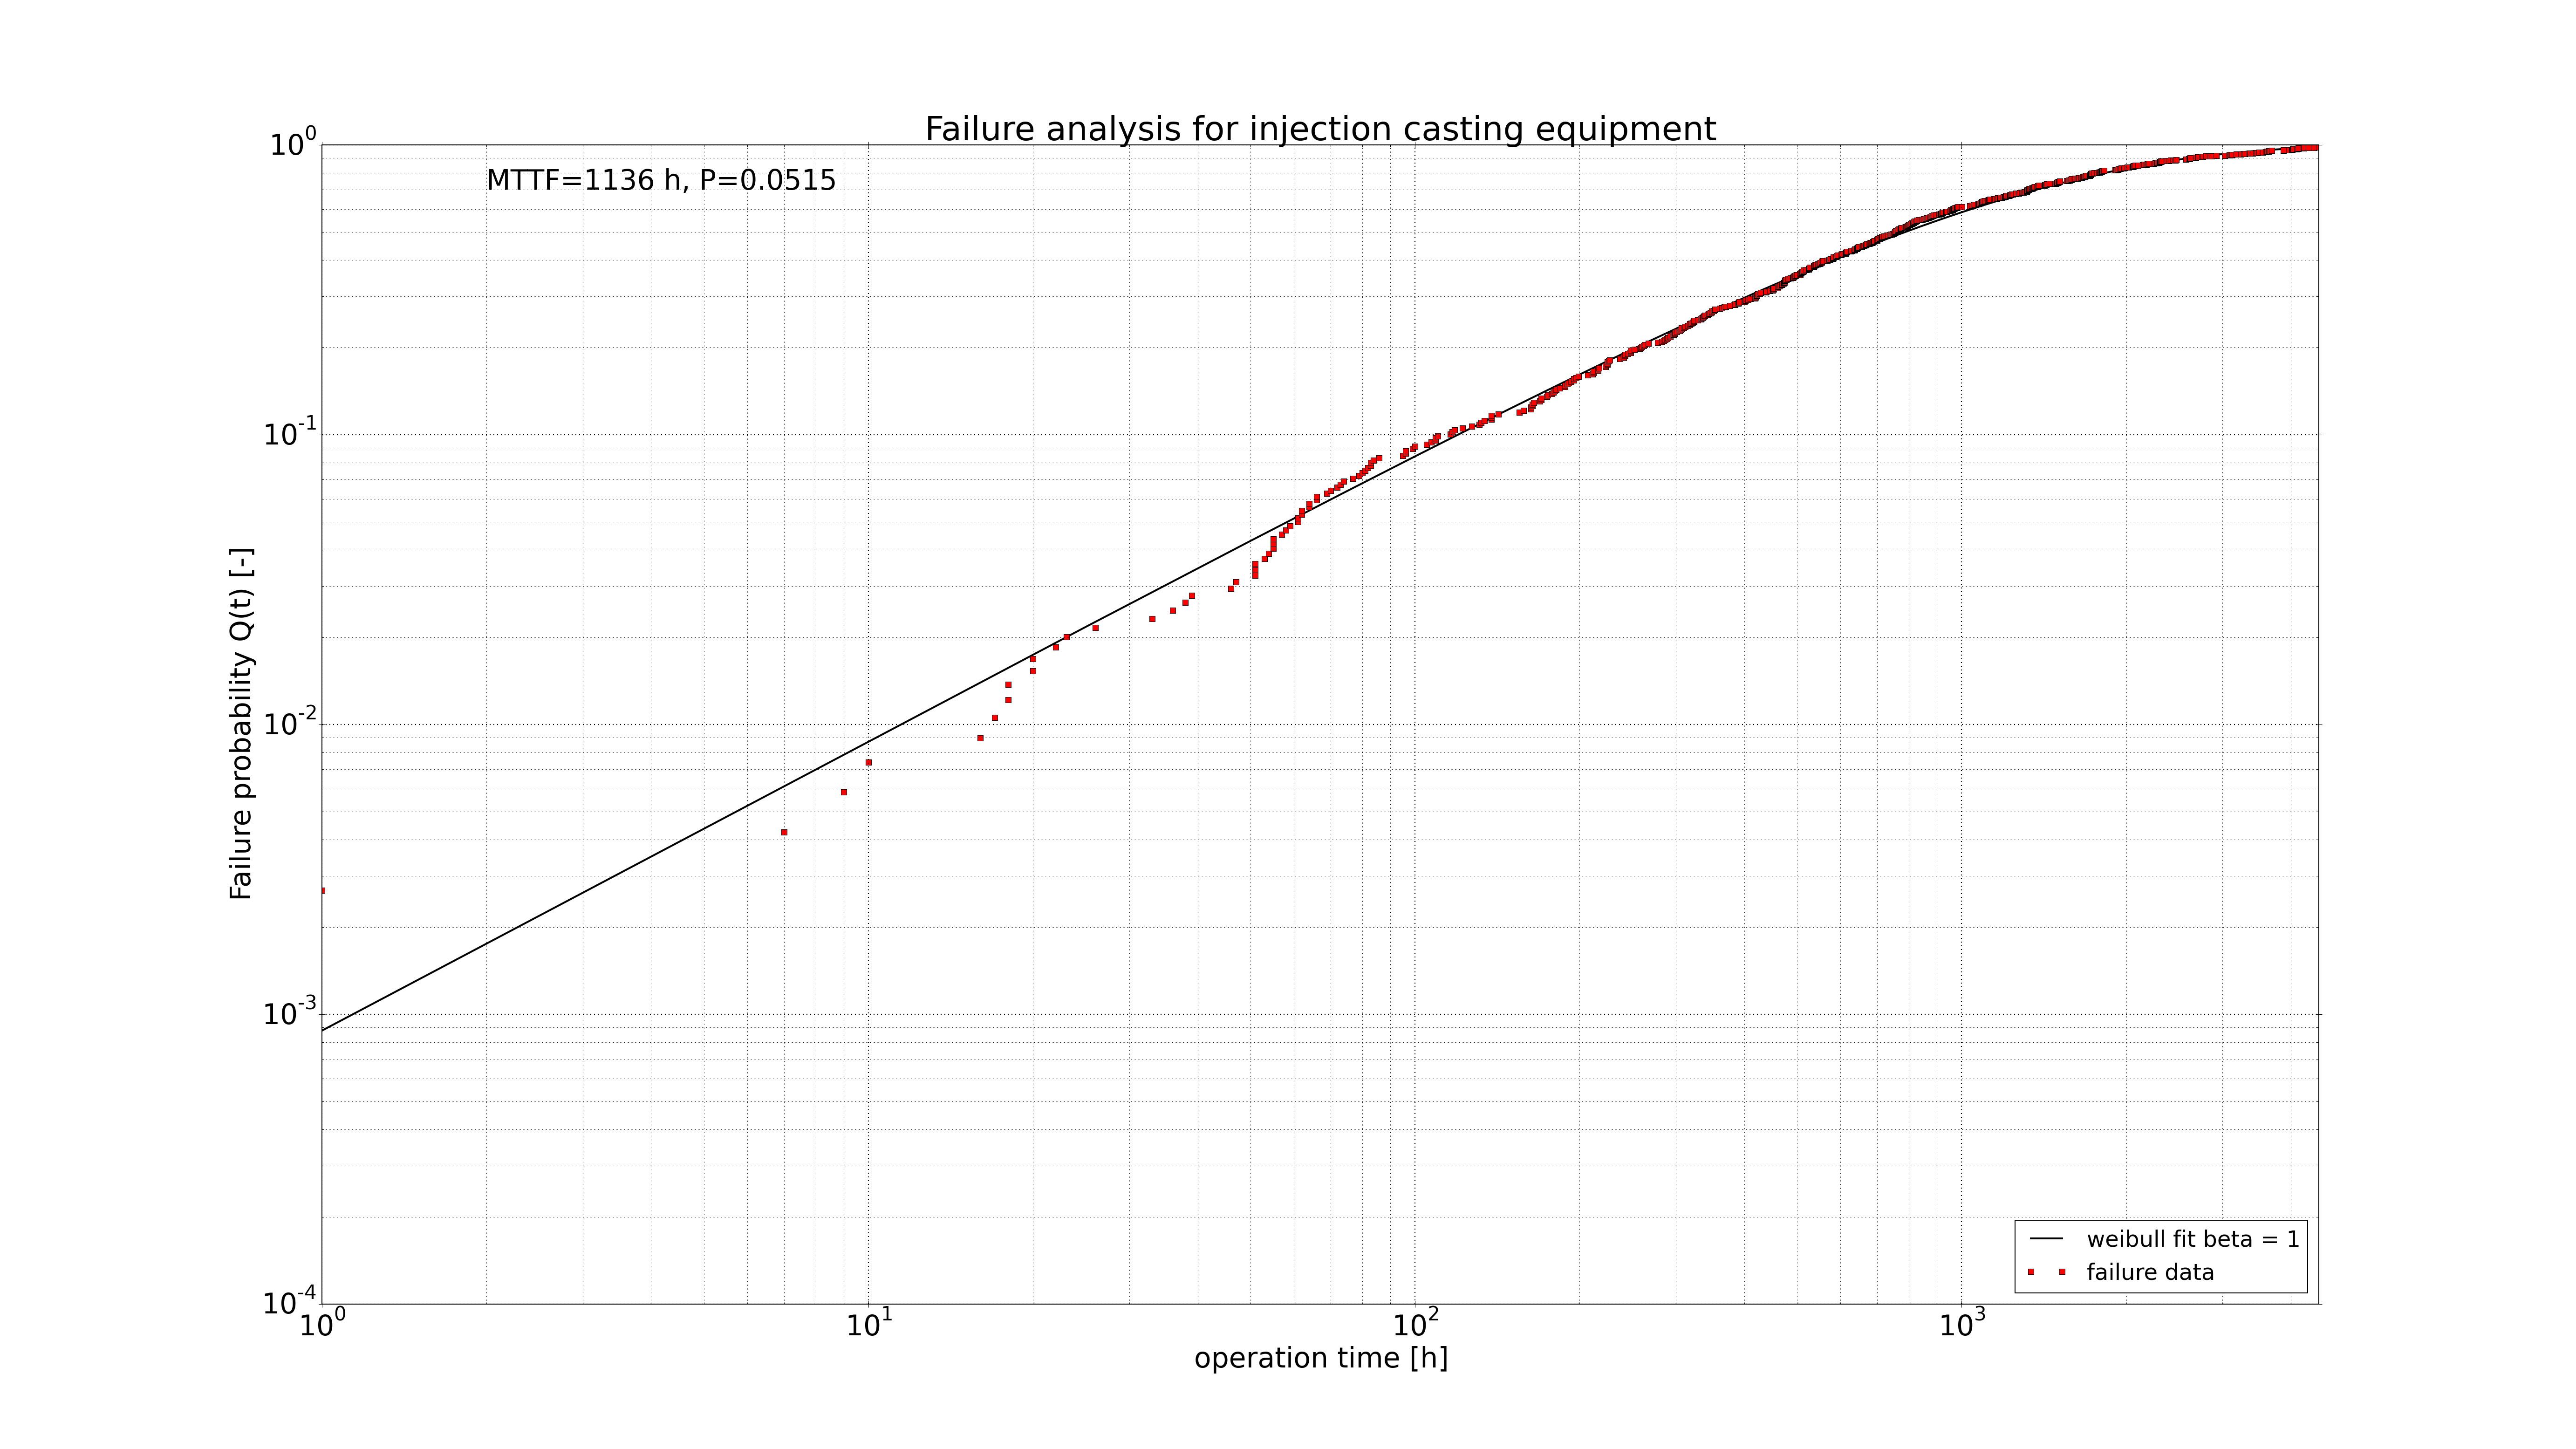 Failure analysis for injection casting equipment
MTTF=1136 h, P=0.0515
Failure probability Q(t) [-]
10^0
10^-1
10^-2
10^-3
10^-4
10^0 10^1 10^2 10^3
operation time [h]
weibull fit beta = 1
failure data